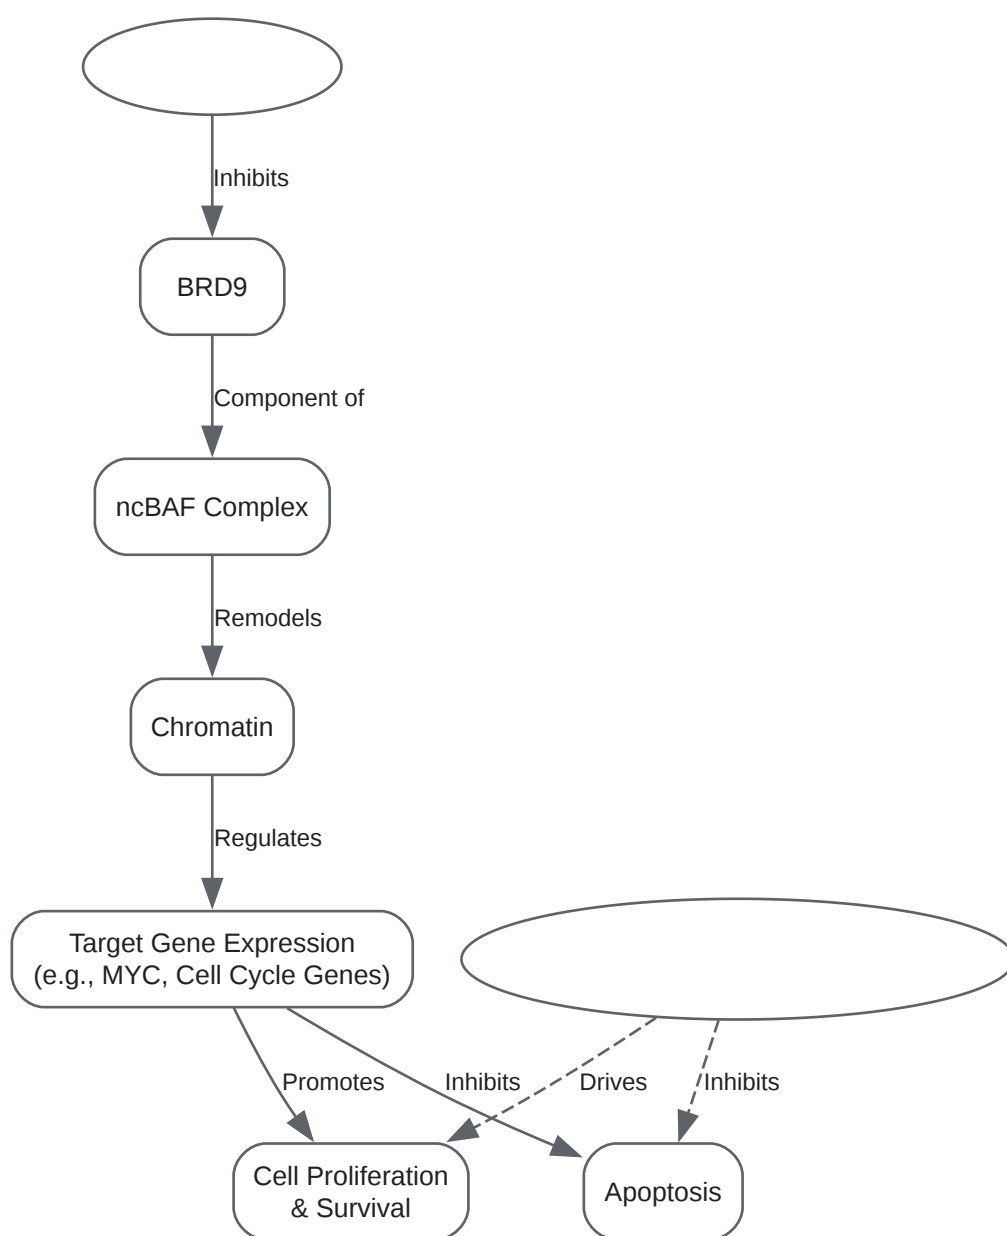 Inhibits
BRD9
Component of
ncBAF Complex
Remodels
Chromatin
Regulates
Target Gene Expression
(e.g., MYC, Cell Cycle Genes)
Promotes
Inhibits
Drives
Inhibits
Cell Proliferation
& Survival
Apoptosis